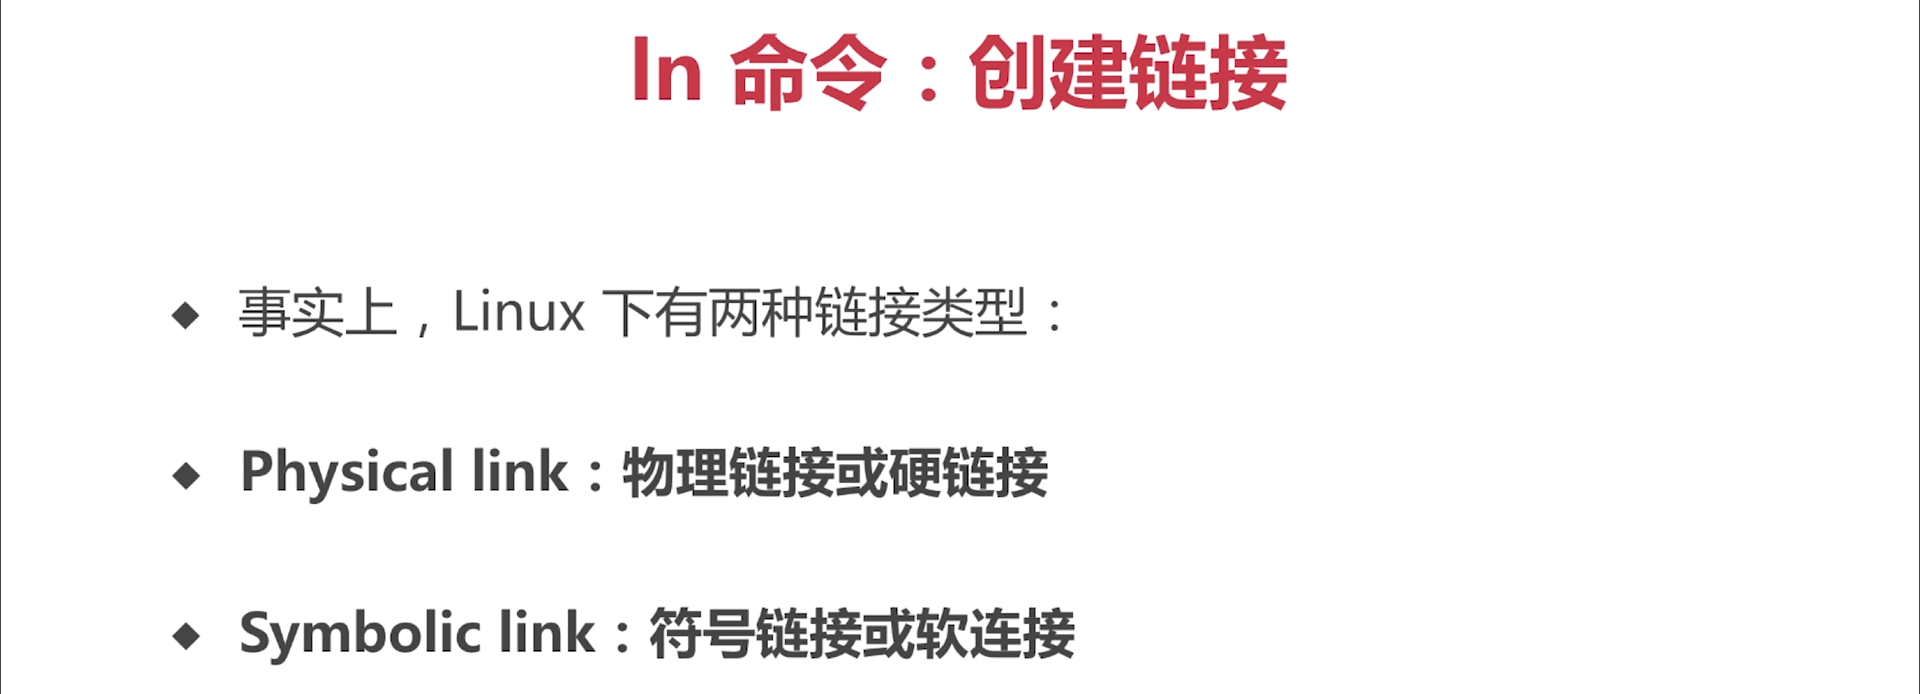 ln 命令：创建链接
◆ 事实上，Linux 下有两种链接类型：
◆ Physical link：物理链接或硬链接
◆ Symbolic link：符号链接或软连接